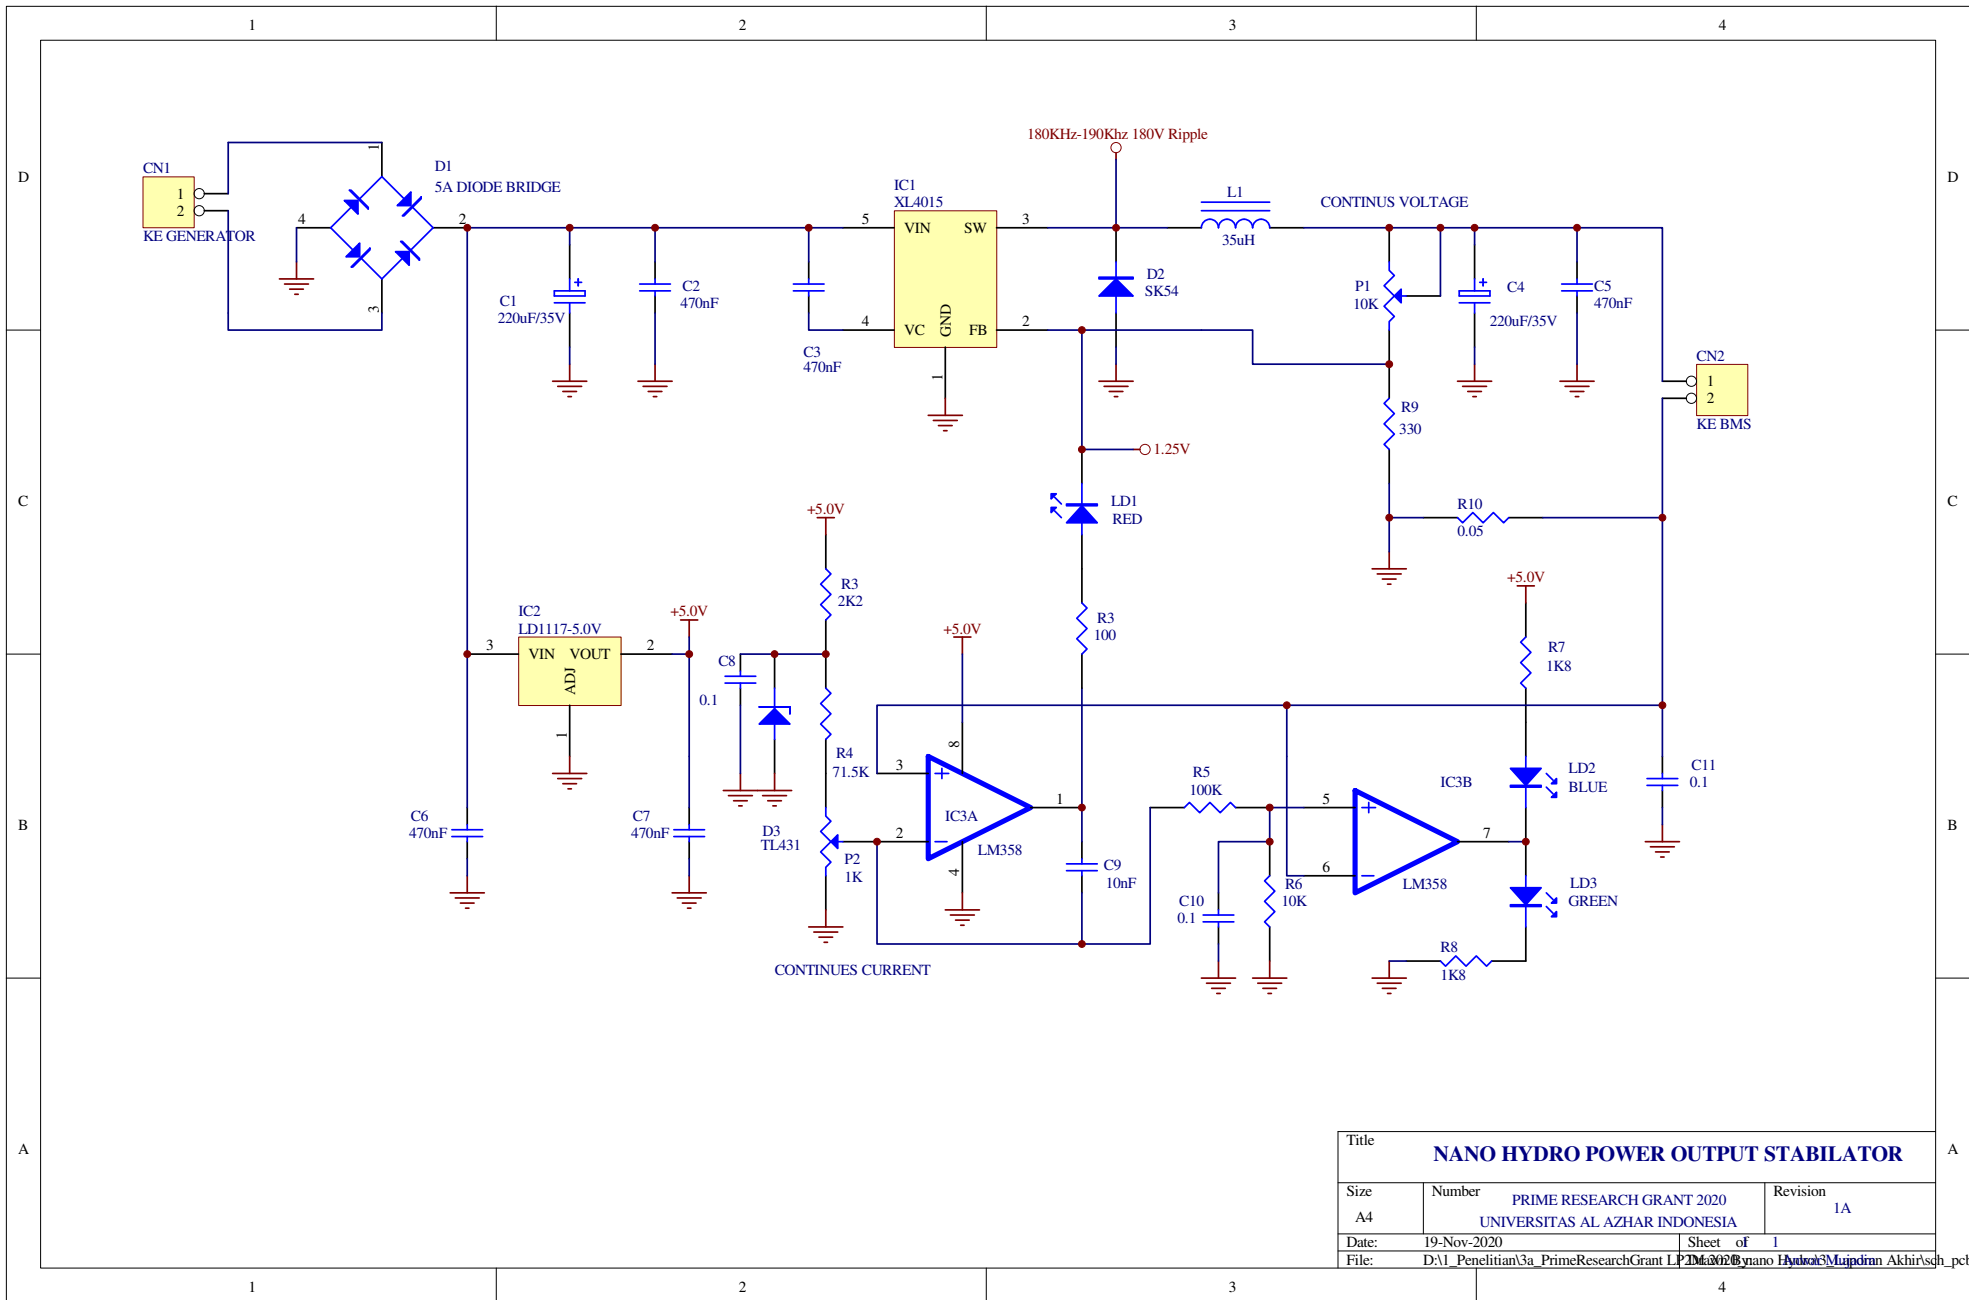 1 2 3 4
D D
C C
B B
A A
CN1
1
2
KE GENERATOR
1
2
3
4
D1
5A DIODE BRIDGE
C1
220uF/35V
C2
470nF
C3
470nF
IC1
XL4015
VIN SW
VC FB
GND
5
4
3
2
1
180KHz-190Khz 180V Ripple
D2
SK54
L1
35uH
CONTINUS VOLTAGE
P1
10K
C4
220uF/35V
C5
470nF
CN2
1
2
KE BMS
R9
330
R10
0.05
1.25V
LD1
RED
R3
100
+5.0V
R3
2K2
IC2
LD1117-5.0V
VIN VOUT
ADJ
3
2
1
+5.0V
C6
470nF
C7
470nF
C8
0.1
D3
TL431
R4
71.5K
P2
1K
CONTINUES CURRENT
+5.0V
8
3
2
1
4
IC3A
LM358
C9
10nF
R5
100K
C10
0.1
R6
10K
5
6
7
IC3B
LM358
+5.0V
R7
1K8
LD2
BLUE
LD3
GREEN
R8
1K8
C11
0.1
Title
NANO HYDRO POWER OUTPUT STABILATOR
Size
A4
Number
PRIME RESEARCH GRANT 2020
UNIVERSITAS AL AZHAR INDONESIA
Revision
1A
Date: 19-Nov-2020
Sheet of 1
File: D:\1_Penelitian\3a_PrimeResearchGrant Akhir\sch_pcb
1 2 3 4